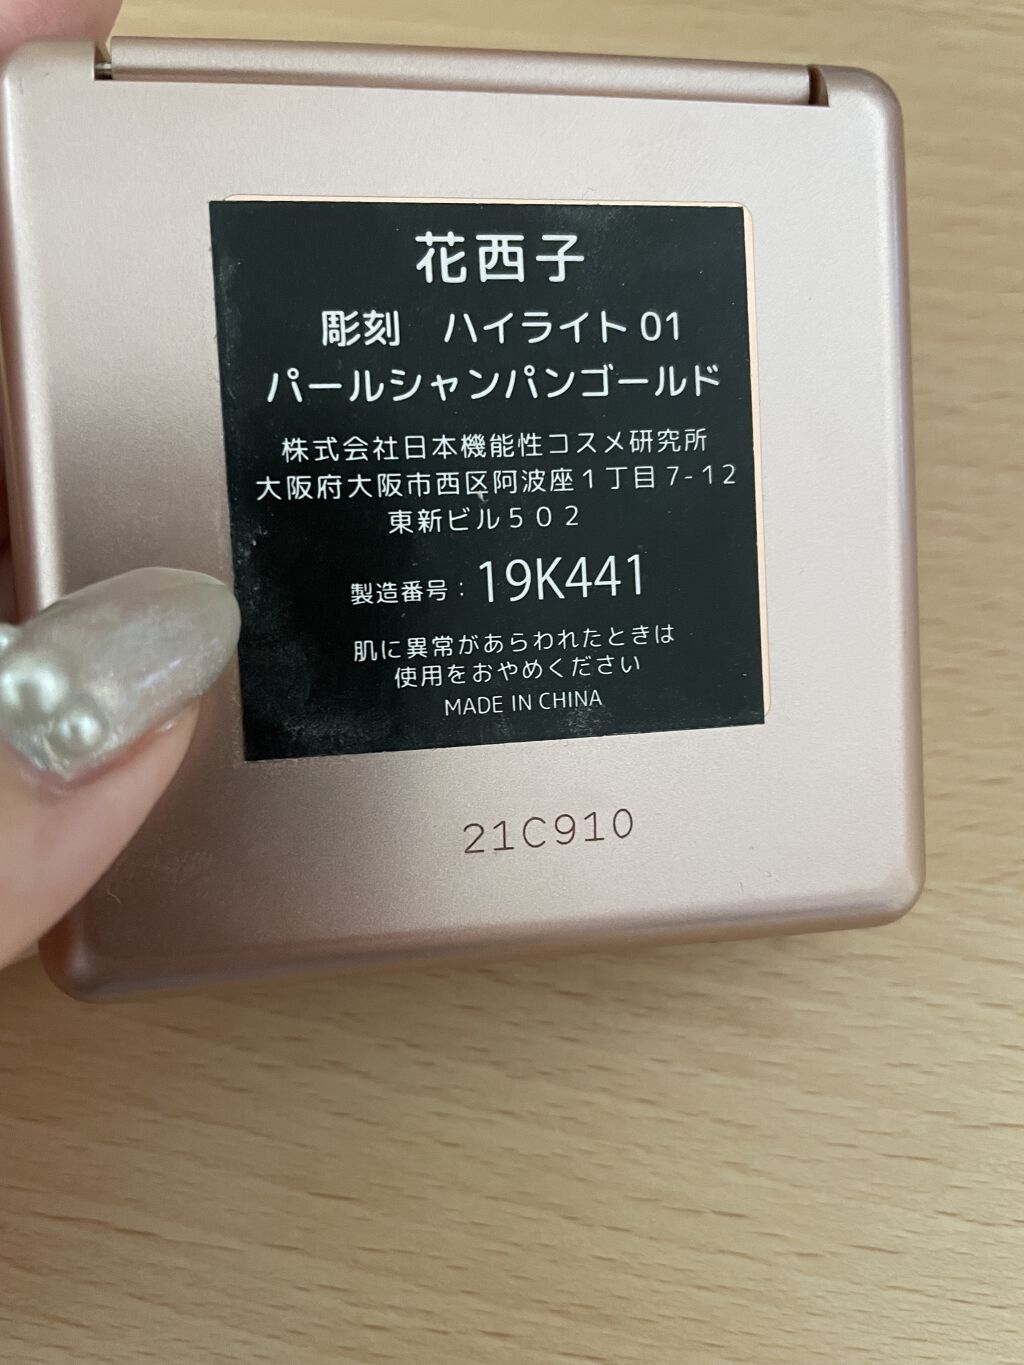 花西子
彫刻　ハイライト 01
パールシャンパンゴールド
株式会社日本機能性コスメ研究所
大阪府大阪市西区阿波座１丁目 7-12
東新ビル５０２
製造番号：19K441
肌に異常があらわれたときは
使用をおやめください
MADE IN CHINA
21C910